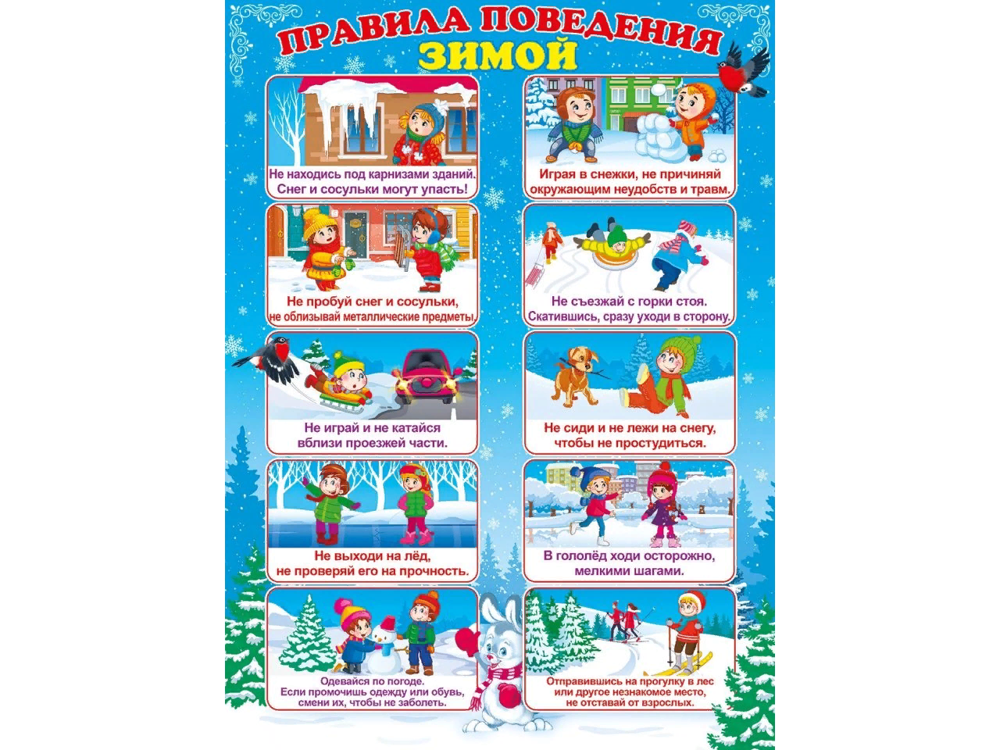 ПРАВИЛА ПОВЕДЕНИЯ
ЗИМОЙ
Не находись под карнизами зданий.
Снег и сосульки могут упасть!
Играя в снежки, не причиняй
окружающим неудобств и травм.
Не пробуй снег и сосульки,
не облизывай металлические предметы.
Не съезжай с горки стоя.
Скатившись, сразу уходи в сторону.
Не играй и не катайся
вблизи проезжей части.
Не сиди и не лежи на снегу,
чтобы не простудиться.
Не выходи на лёд,
не проверяй его на прочность.
В гололёд ходи осторожно,
мелкими шагами.
Одевайся по погоде.
Если промочишь одежду или обувь,
смени их, чтобы не заболеть.
Отправившись на прогулку в лес
или другое незнакомое место,
не отставай от взрослых.